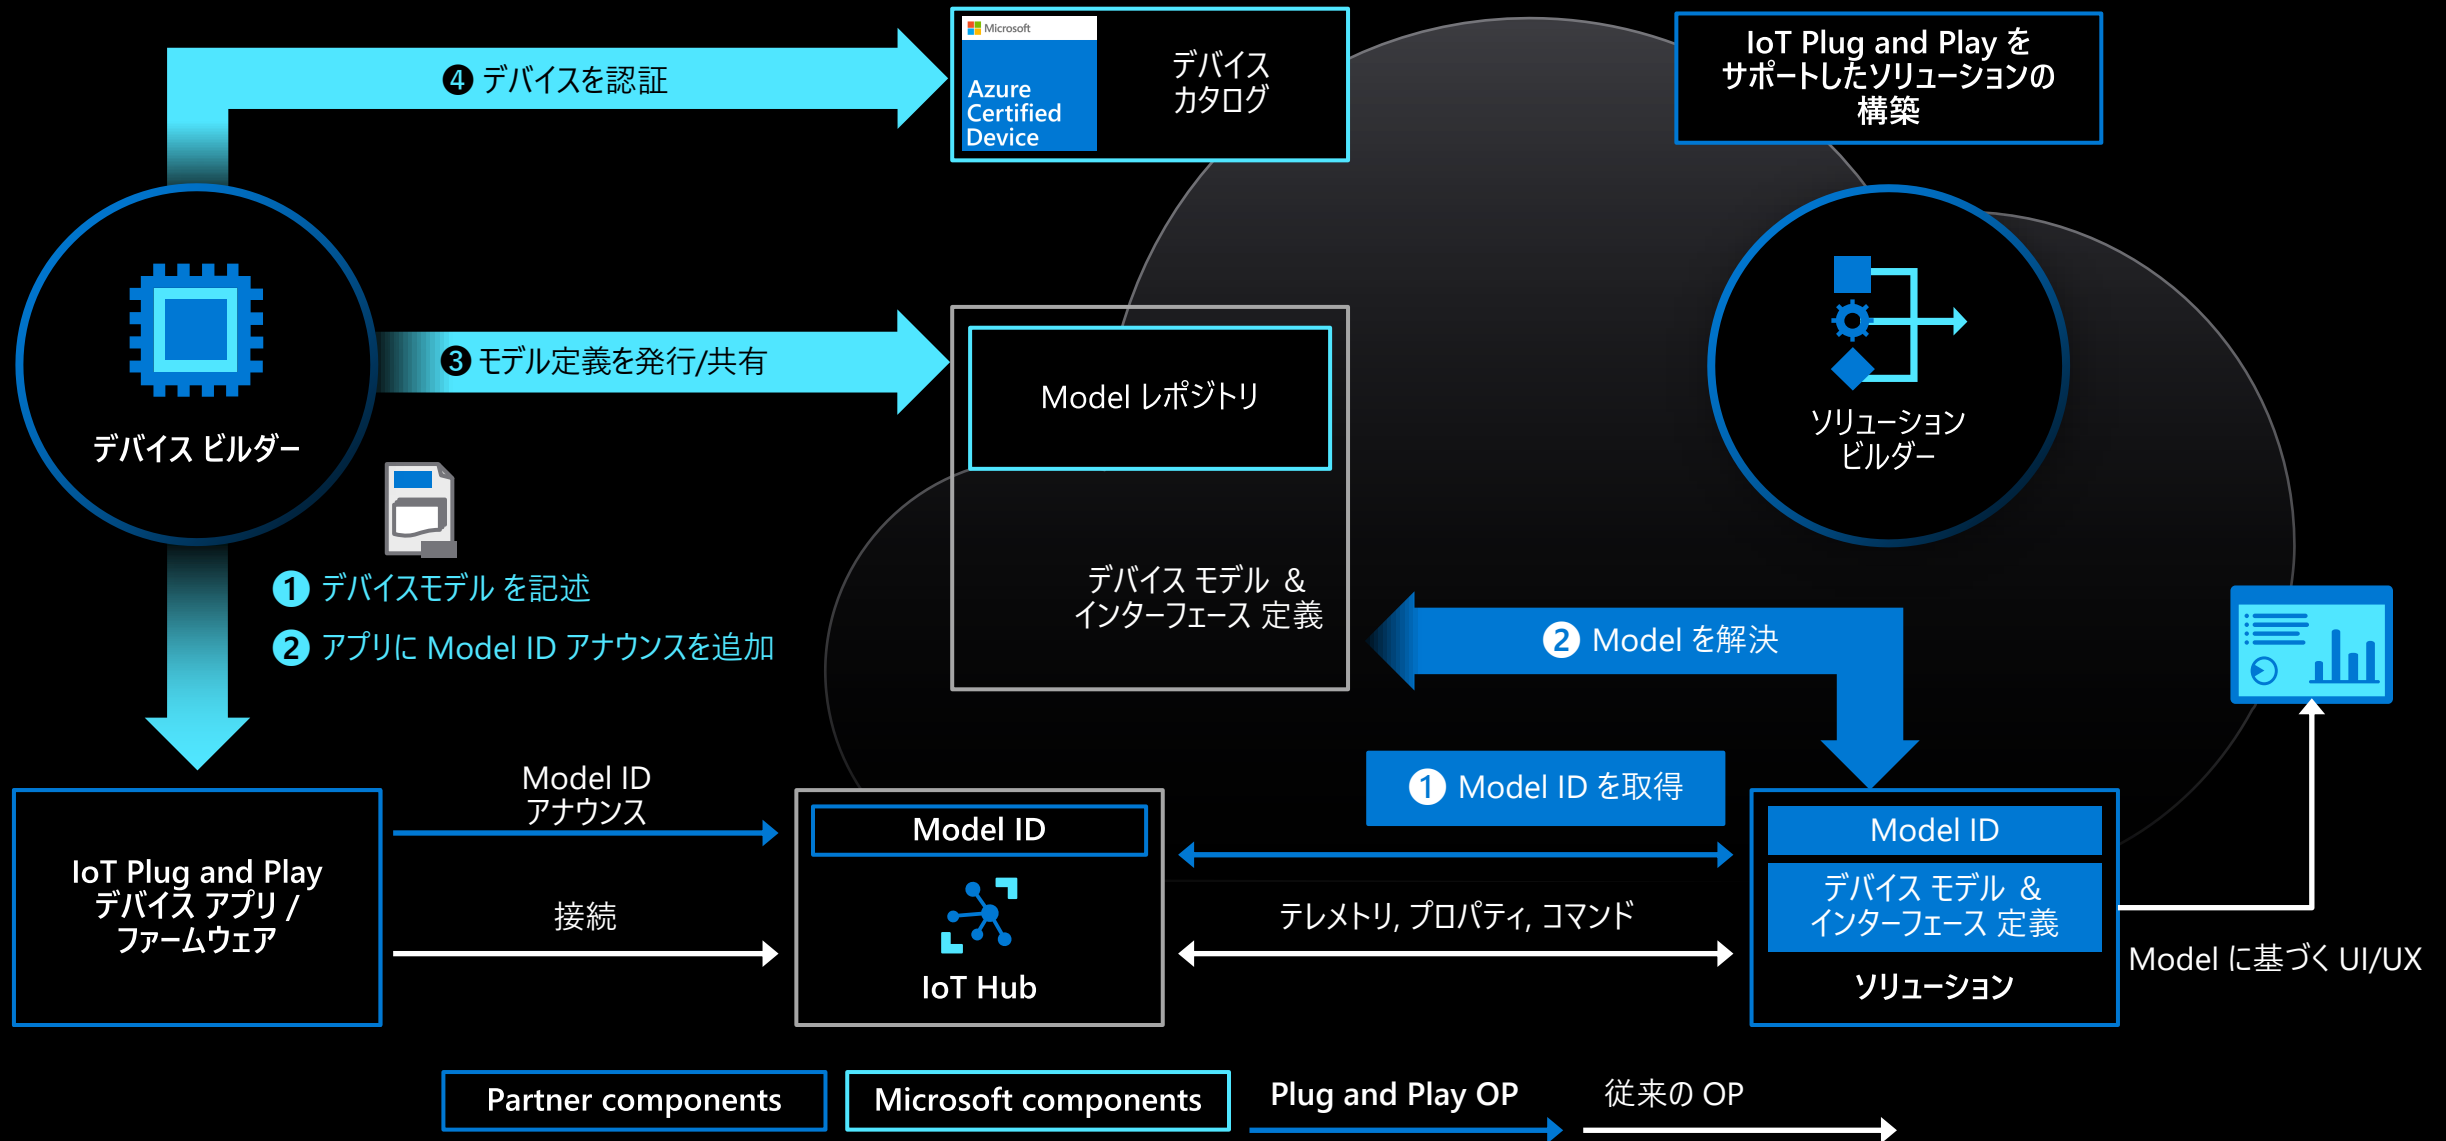 ❹ デバイスを認証
Microsoft
Azure
Certified
Device
デバイス
カタログ
IoT Plug and Play を
サポートしたソリューションの
構築
デバイス ビルダー
❸ モデル定義を発行/共有
Model レポジトリ
ソリューション
ビルダー
❶ デバイスモデル を記述
❷ アプリに Model ID アナウンスを追加
デバイス モデル &
インターフェース 定義
❷ Model を解決
Model ID
アナウンス
❶ Model ID を取得
IoT Plug and Play
デバイス アプリ /
ファームウェア
接続
Model ID
IoT Hub
テレメトリ, プロパティ, コマンド
Model ID
デバイス モデル &
インターフェース 定義
ソリューション
Model に基づく UI/UX
Partner components
Microsoft components
Plug and Play OP
従来の OP